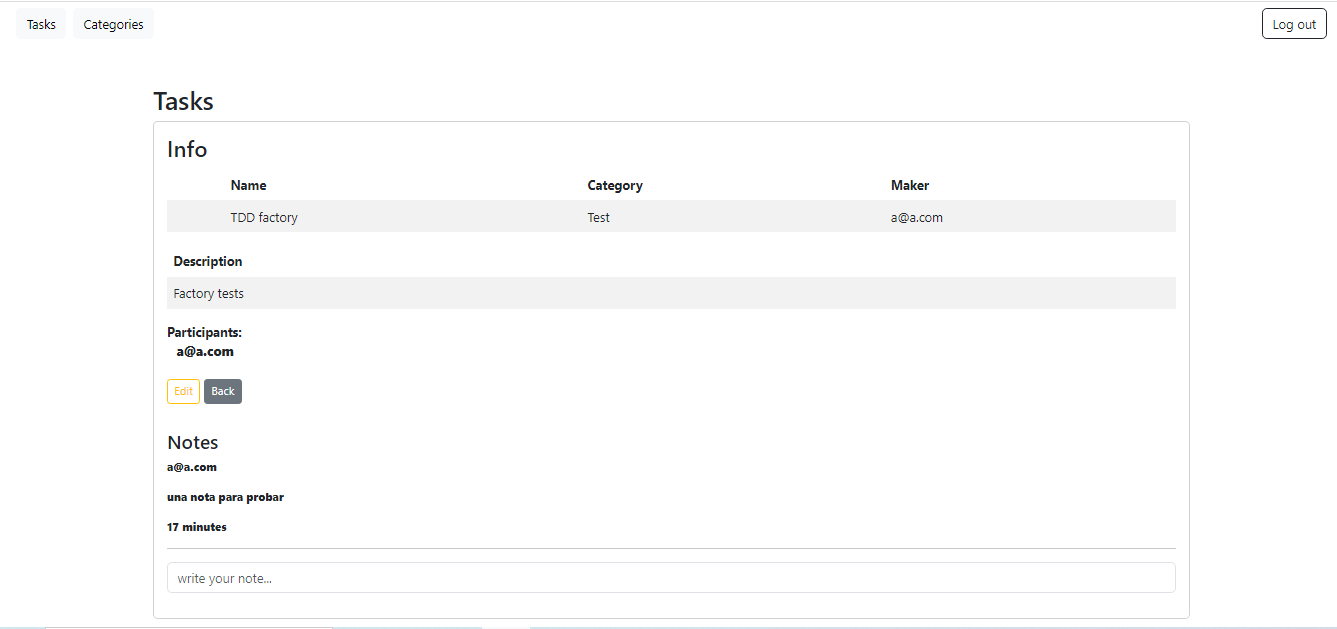 Tasks Categories Log out
Tasks
Info
Name Category Maker
TDD factory Test a@a.com
Description
Factory tests
Participants:
a@a.com
Edit Back
Notes
a@a.com
una nota para probar
17 minutes
write your note...